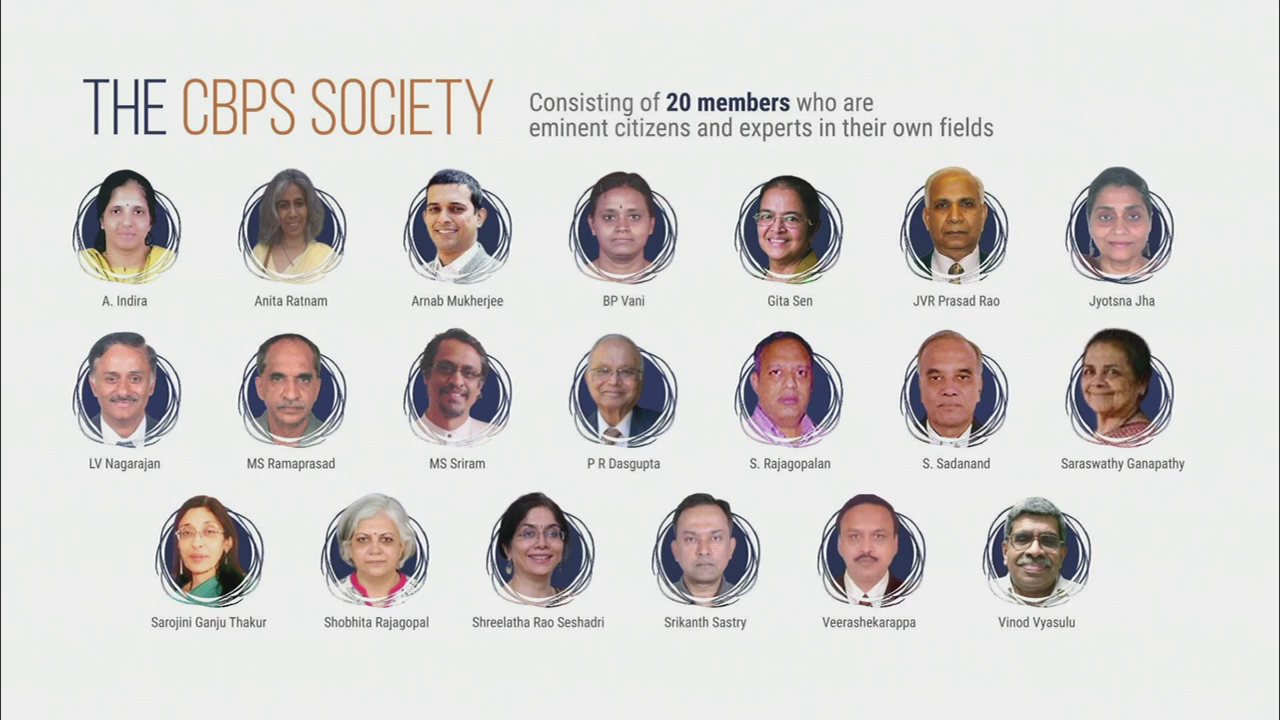 THE CBPS SOCIETY
Consisting of 20 members who are
eminent citizens and experts in their own fields
A. Indira
Anita Ratnam
Arnab Mukherjee
BP Vani
Gita Sen
JVR Prasad Rao
Jyotsna Jha
LV Nagarajan
MS Ramaprasad
MS Sriram
P R Dasgupta
S. Rajagopalan
S. Sadanand
Saraswathy Ganapathy
Sarojini Ganju Thakur
Shobhita Rajagopal
Shreelatha Rao Seshadri
Srikanth Sastry
Veerashekarappa
Vinod Vyasulu